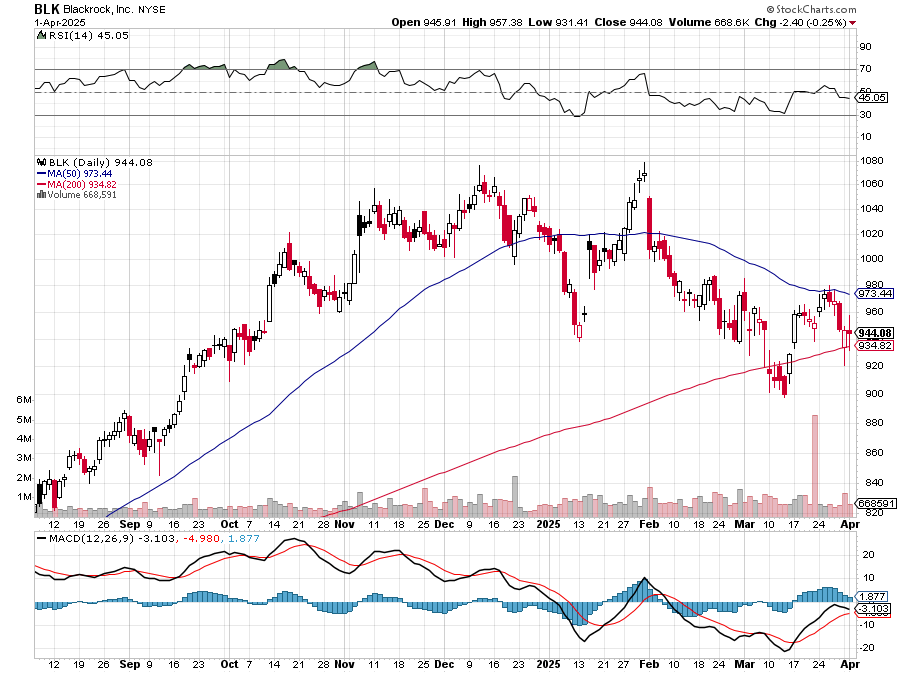 BLK Blackrock, Inc. NYSE © StockCharts.com
1-Apr-2025 Open 945.91 High 957.38 Low 931.41 Close 944.08 Volume 668.6K Chg -2.40 (-0.25%)
RSI(14) 45.05
90
70
50
45.05
30
10
BLK (Daily) 944.08
MA(50) 973.44
MA(200) 934.82
Volume 668,591
1080
1060
1040
1020
1000
980
973.44
960
944.08
934.82
920
900
880
860
840
820
6M
5M
4M
3M
2M
1M
668591
12 19 26 Sep 9 16 23 Oct 7 14 21 28 Nov 11 18 25 Dec 9 16 23 2025 13 21 27 Feb 10 18 24 Mar 10 17 24 Apr
MACD(12,26,9) -3.103, -4.980, 1.877
20
10
1.877
-3.103
-10
-20
12 19 26 Sep 9 16 23 Oct 7 14 21 28 Nov 11 18 25 Dec 9 16 23 2025 13 21 27 Feb 10 18 24 Mar 10 17 24 Apr